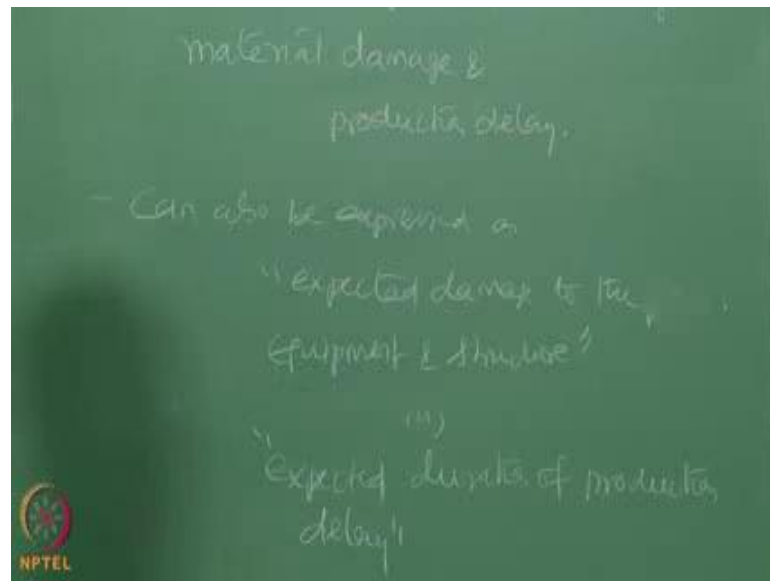 material damage &
production delay.
- Can also be expressed as
"expected damage to the
equipment & structure"
(or)
"expected duration of production
delay"
NPTEL